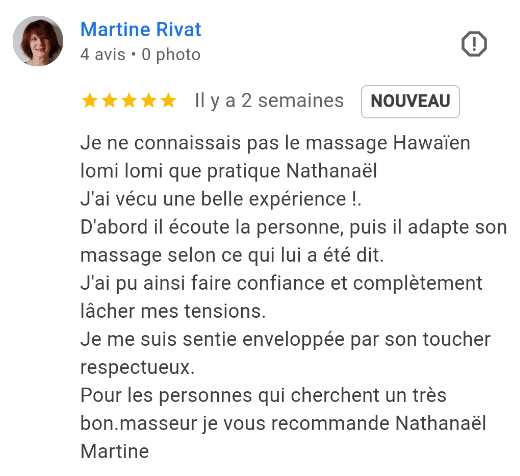 Martine Rivat
4 avis • 0 photo
Il y a 2 semaines NOUVEAU
Je ne connaissais pas le massage Hawaïen
lomi lomi que pratique Nathanaël
J'ai vécu une belle expérience !.
D'abord il écoute la personne, puis il adapte son
massage selon ce qui lui a été dit.
J'ai pu ainsi faire confiance et complètement
lâcher mes tensions.
Je me suis sentie enveloppée par son toucher
respectueux.
Pour les personnes qui cherchent un très
bon.masseur je vous recommande Nathanaël
Martine